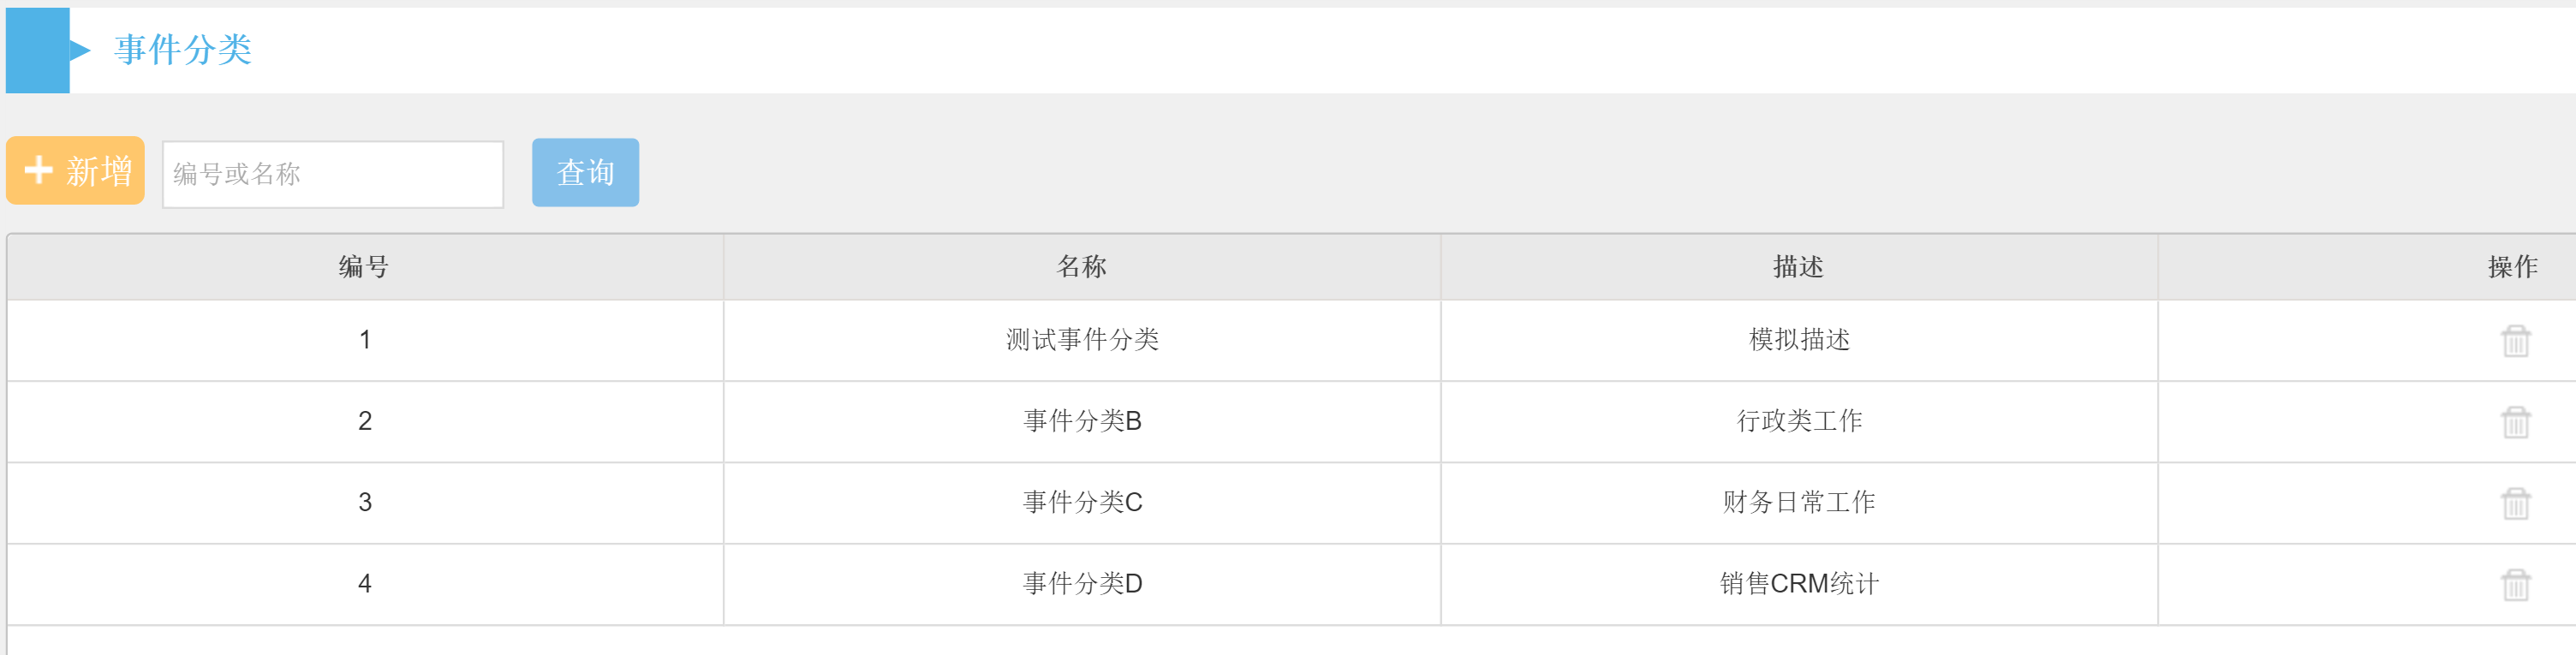 事件分类
新增 编号或名称 查询
编号 名称 描述 操作
1 测试事件分类 模拟描述
2 事件分类B 行政类工作
3 事件分类C 财务日常工作
4 事件分类D 销售CRM统计